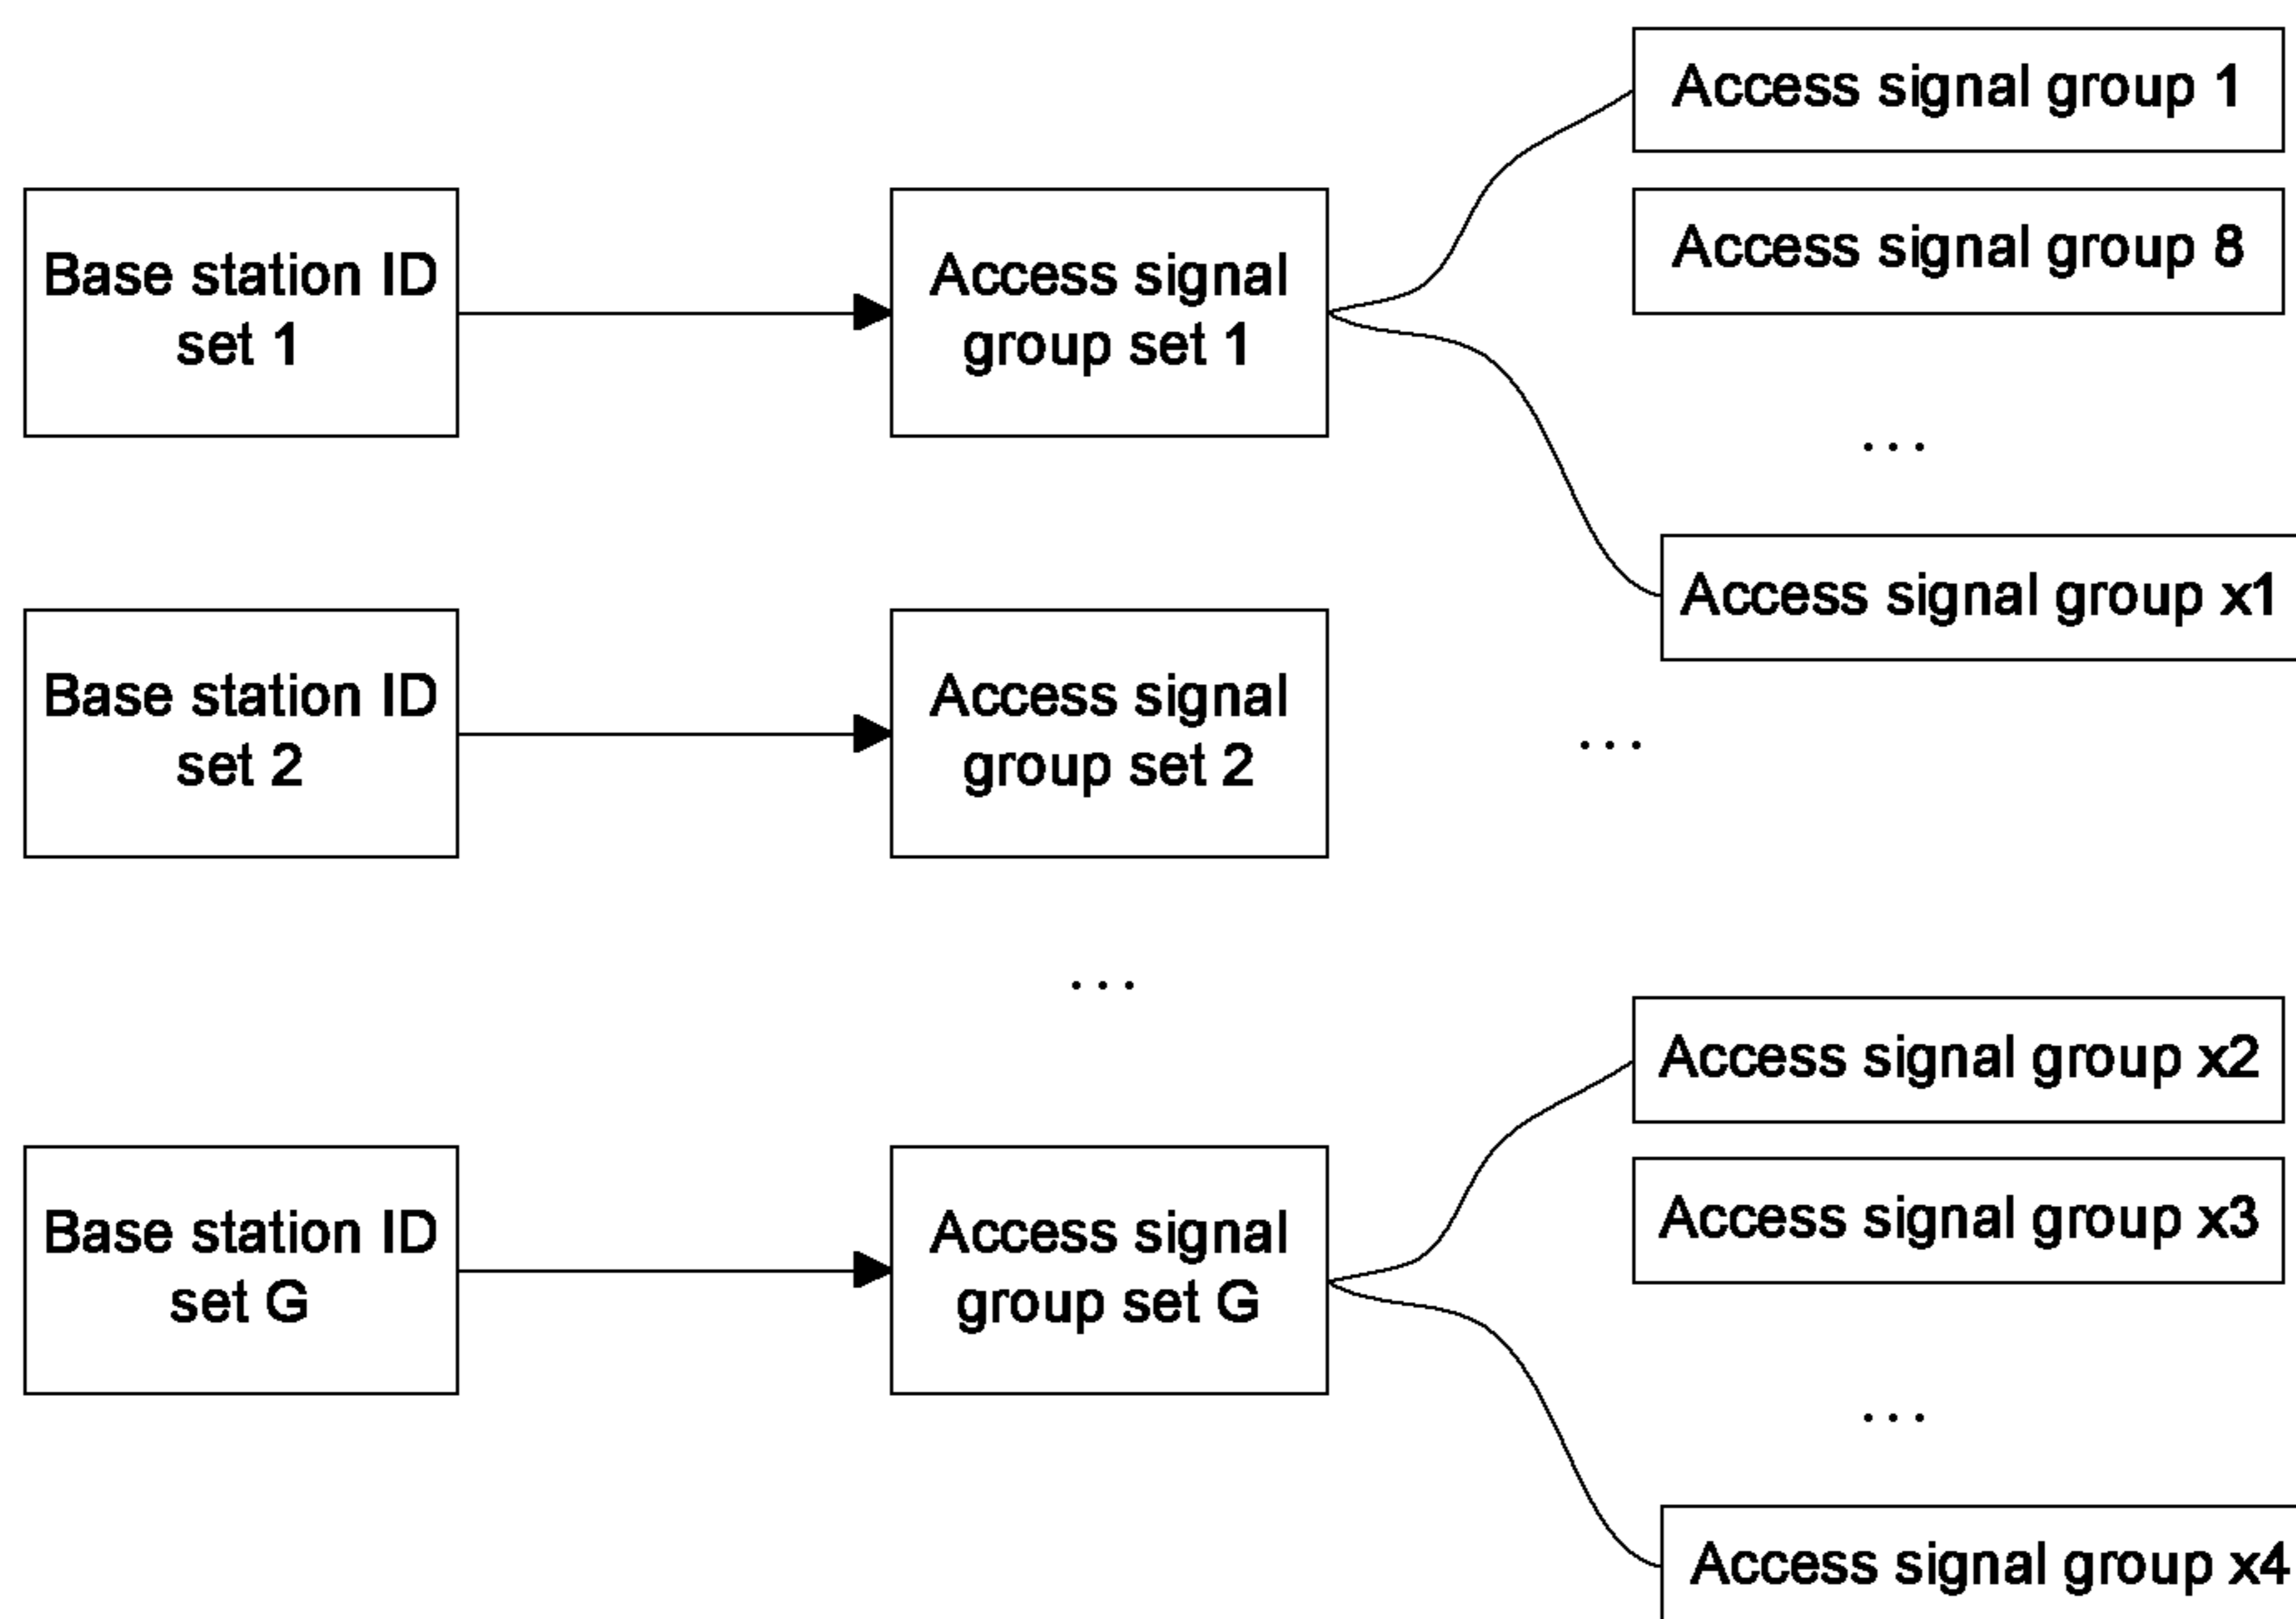 Access signal group 1
Access signal group 8
Base station ID
set 1
Access signal
group set 1
...
Access signal group x1
Base station ID
set 2
Access signal
group set 2
...
...
Access signal group x2
Access signal group x3
Base station ID
set G
Access signal
group set G
...
Access signal group x4